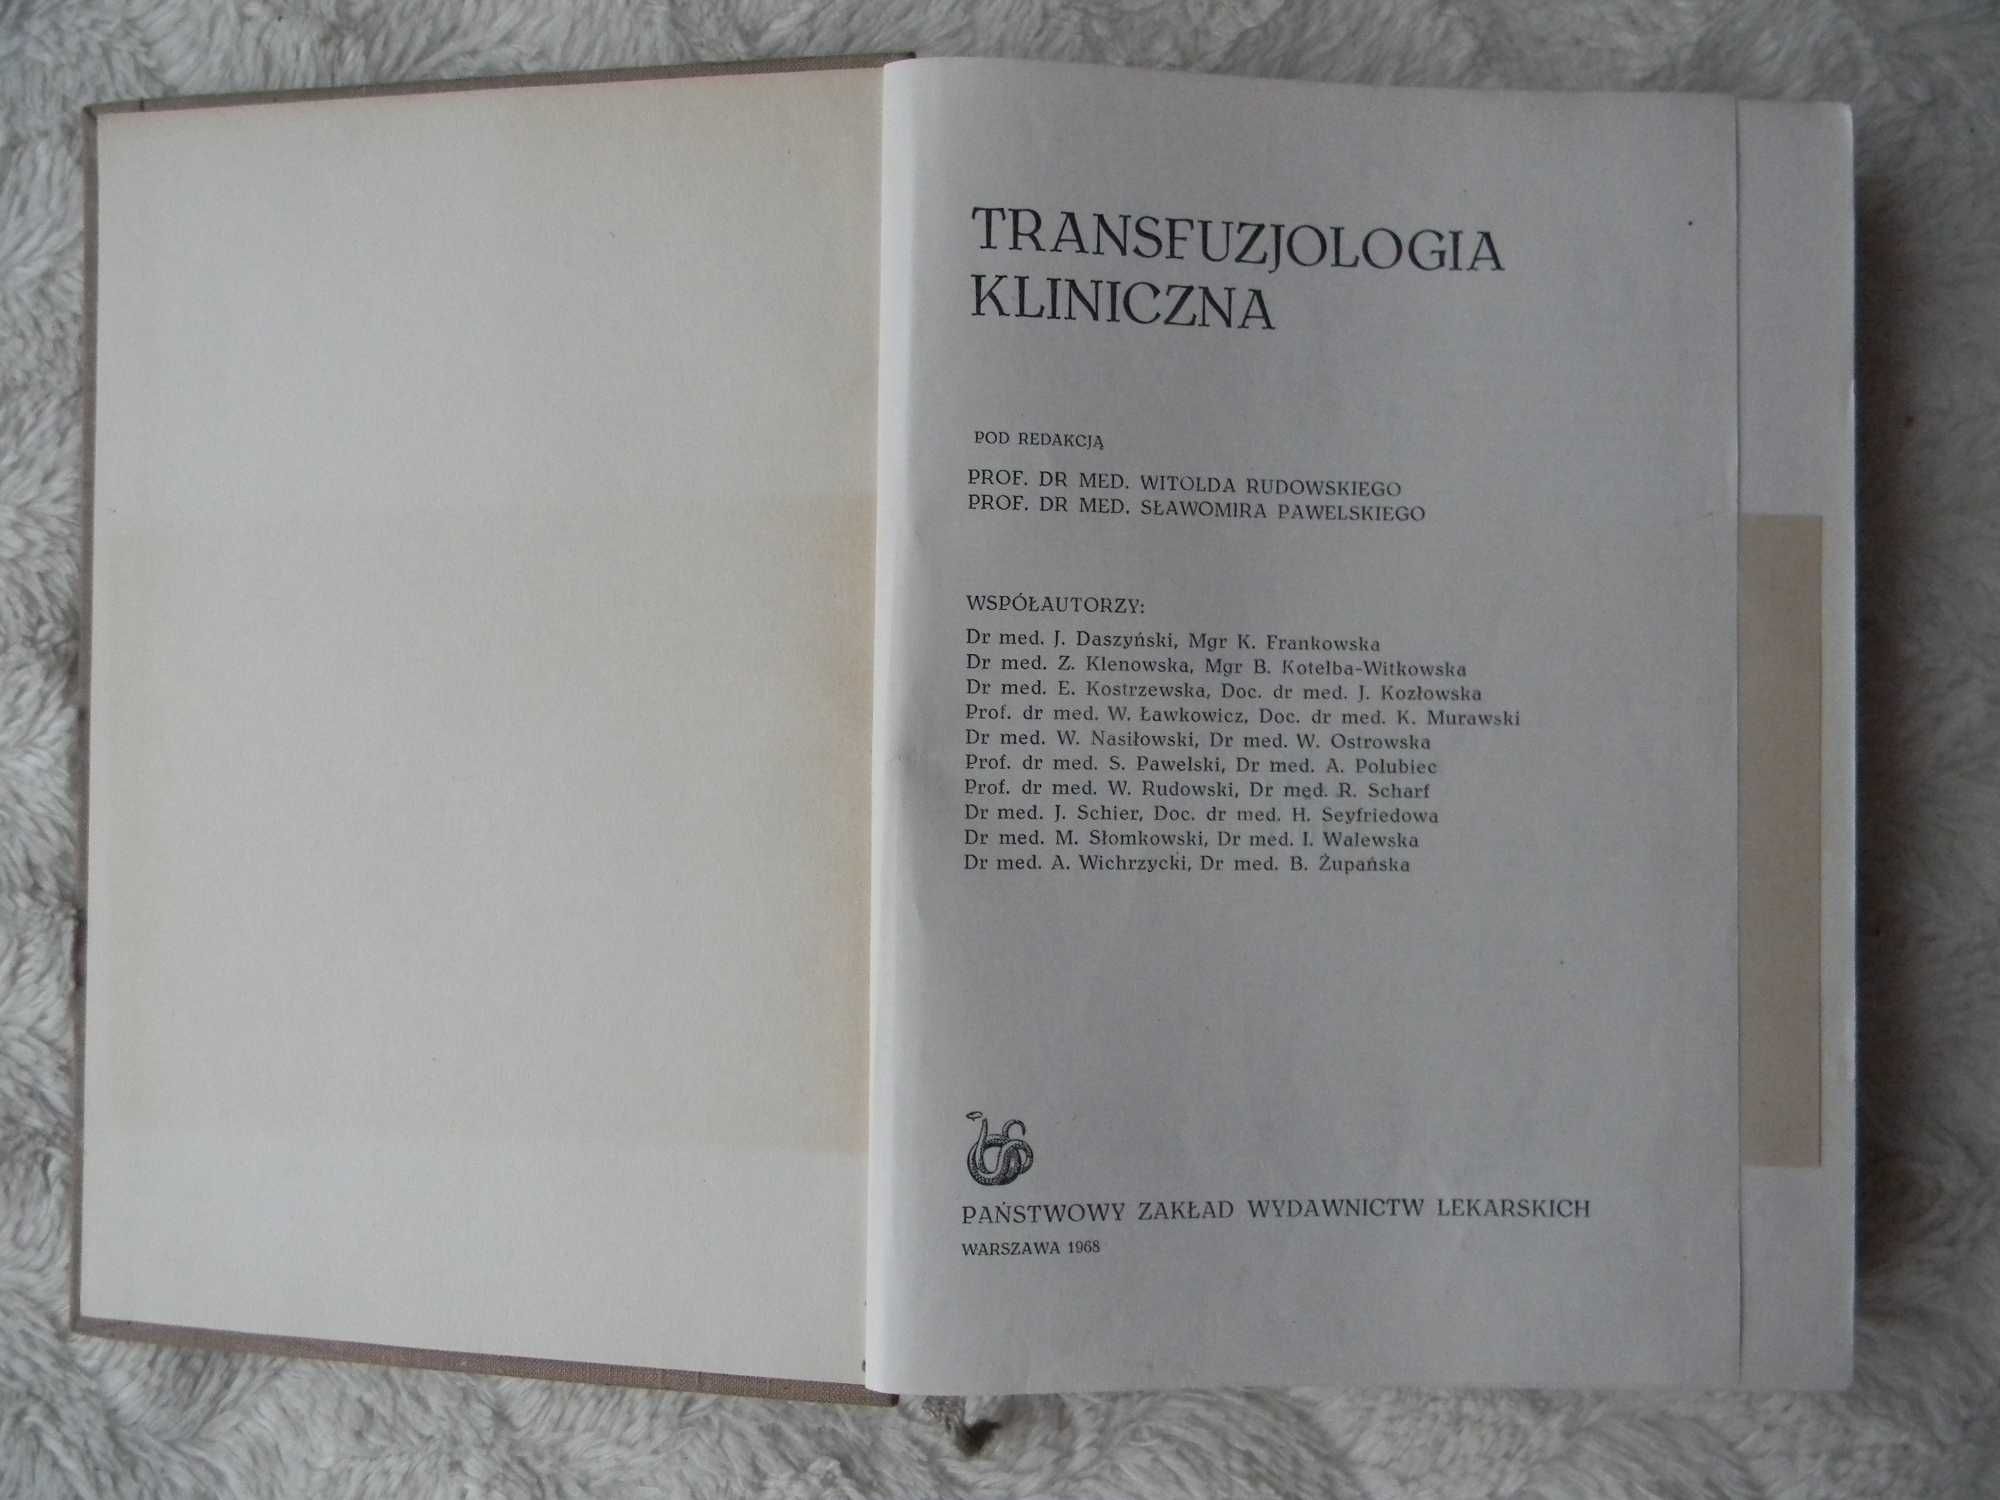 TRANSFUZJOLOGIA
KLINICZNA
POD REDAKCJĄ
PROF. DR MED. WITOLDA RUDOWSKIEGO
PROF. DR MED. SŁAWOMIRA PAWELSKIEGO
WSPÓŁAUTORZY:
Dr med. J. Daszyński, Mgr K. Frankowska
Dr med. Z. Klenowska, Mgr B. Kotelba-Witkowska
Dr med. E. Kostrzewska, Doc. dr med. J. Kozłowska
Prof. dr med. W. Ławkowicz, Doc. dr med. K. Murawski
Dr med. W. Nasiłowski, Dr med. W. Ostrowska
Prof. dr med. S. Pawelski, Dr med. A. Polubiec
Prof. dr med. W. Rudowski, Dr med. R. Scharf
Dr med. J. Schier, Doc. dr med. H. Seyfriedowa
Dr med. M. Słomkowski, Dr med. I. Walewska
Dr med. A. Wichrzycki, Dr med. B. Żupańska
PAŃSTWOWY ZAKŁAD WYDAWNICTW LEKARSKICH
WARSZAWA 1968